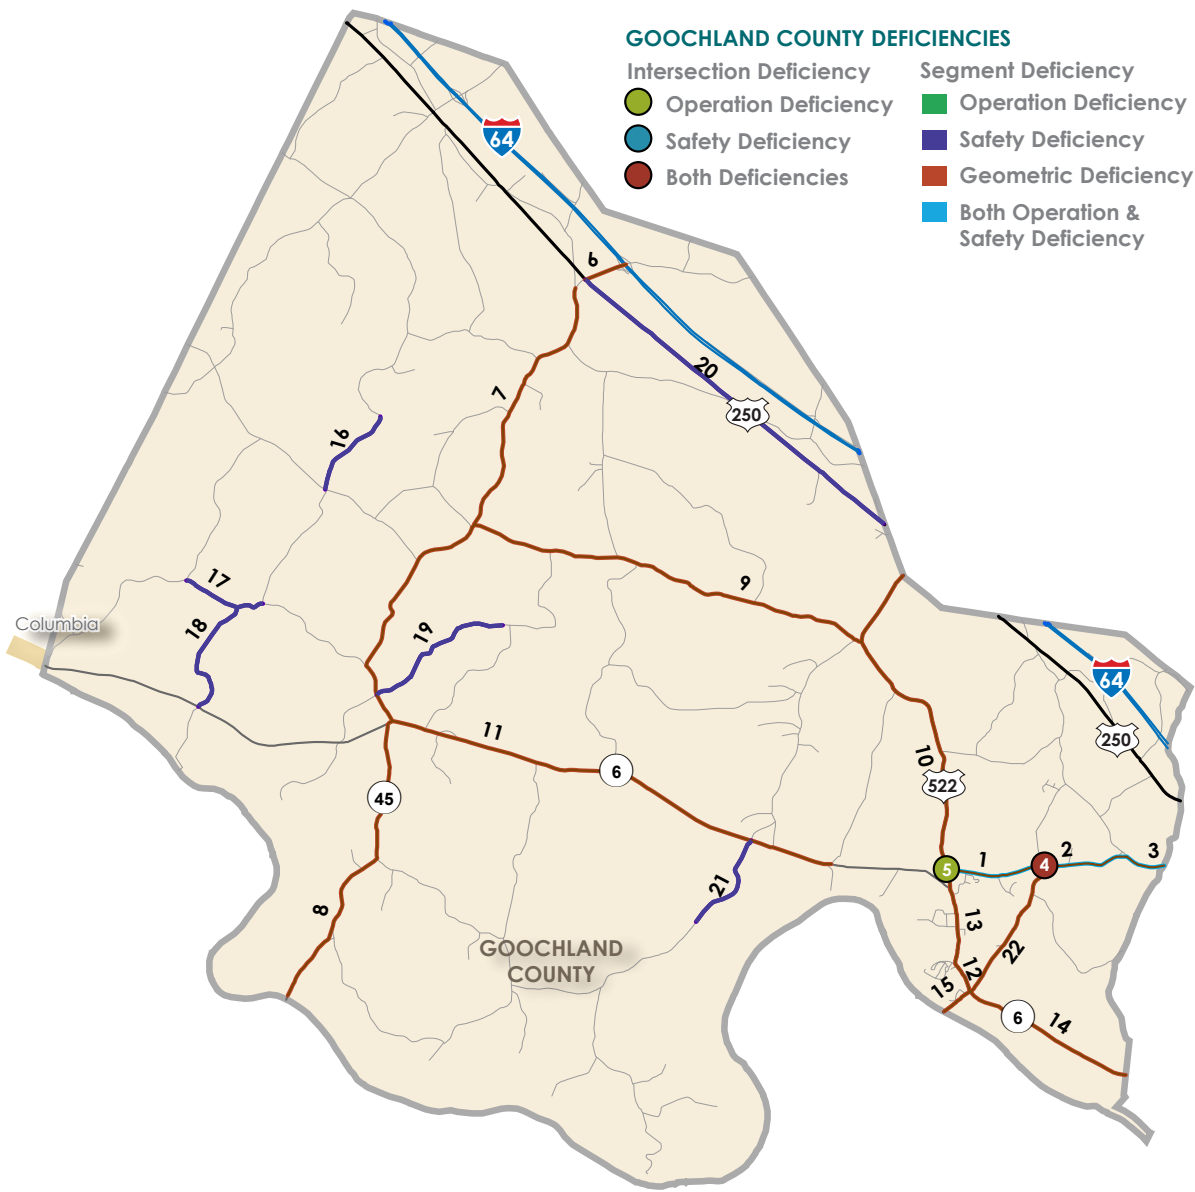 GOOCHLAND COUNTY DEFICIENCIES
Intersection Deficiency
Operation Deficiency
Safety Deficiency
Both Deficiencies
Segment Deficiency
Operation Deficiency
Safety Deficiency
Geometric Deficiency
Both Operation &
Safety Deficiency
64
6
20
250
7
16
9
17
18
19
Columbia
64
250
11
6
10
522
45
5
1
4
2
3
21
8
13
GOOCHLAND
COUNTY
22
12
15
6
14